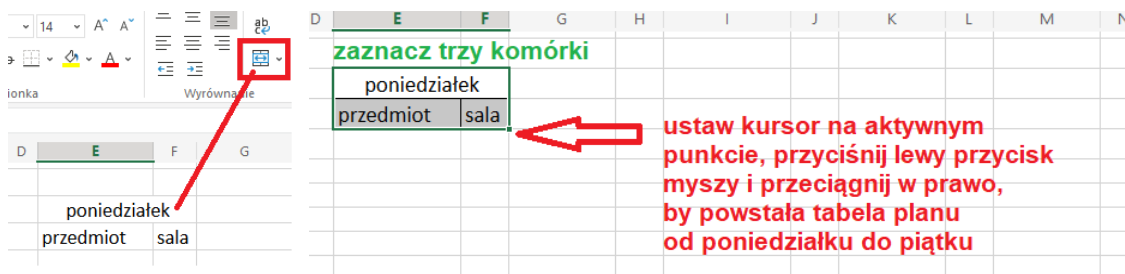 14 A^ A˅ ab
ionka Wyrównanie
D E F G
poniedziałek
przedmiot sala
D E F G H I J K L M N
zaznacz trzy komórki
poniedziałek
przedmiot sala
ustaw kursor na aktywnym
punkcie, przyciśnij lewy przycisk
myszy i przeciągnij w prawo,
by powstała tabela planu
od poniedziałku do piątku